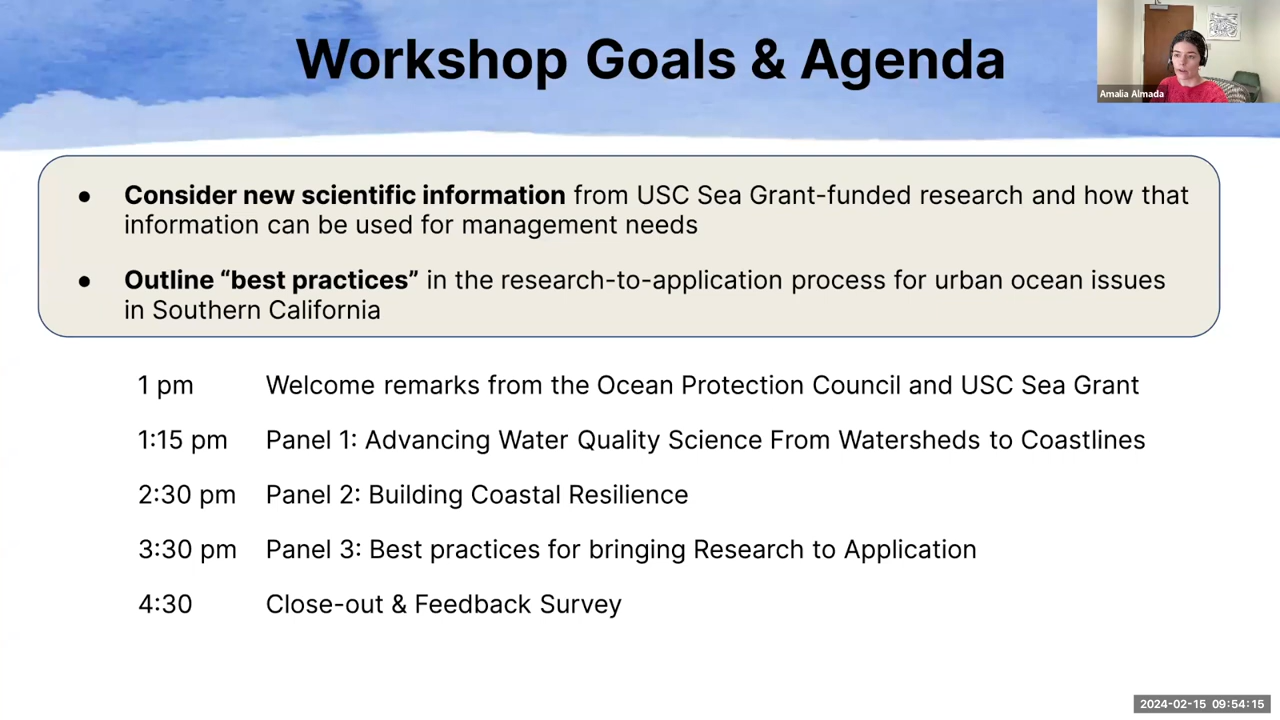 Workshop Goals & Agenda
Amalia Almada
● Consider new scientific information from USC Sea Grant-funded research and how that
information can be used for management needs
● Outline “best practices” in the research-to-application process for urban ocean issues
in Southern California
1 pm Welcome remarks from the Ocean Protection Council and USC Sea Grant
1:15 pm Panel 1: Advancing Water Quality Science From Watersheds to Coastlines
2:30 pm Panel 2: Building Coastal Resilience
3:30 pm Panel 3: Best practices for bringing Research to Application
4:30 Close-out & Feedback Survey
2024-02-15 09:54:15